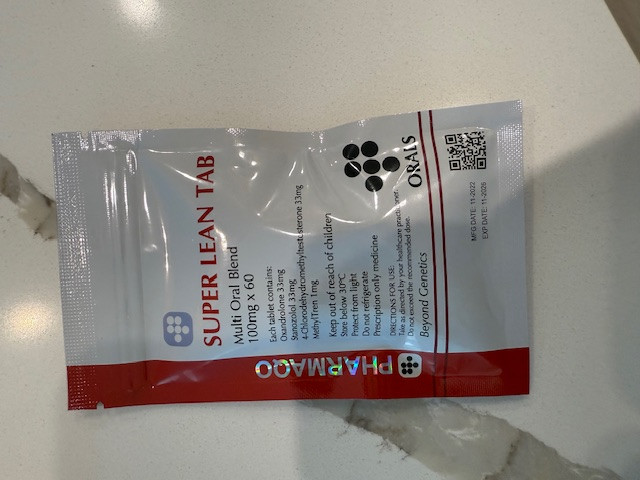 SUPER LEAN TAB
Multi Oral Blend
100mg x 60
Each tablet contains:
Oxandrolone 33mg
Stanozolol 33mg
4-Chlorodehydromethyltestosterone 33mg
Methyl-Tren 1mg
Keep out of reach of children
Store below 30°C
Protect from light
Do not refrigerate
Prescription only medicine
DIRECTIONS FOR USE:
Take as directed by your healthcare practitioner.
Do not exceed the recommended dose.
Beyond Genetics
ORALS
MFG DATE: 11-2022
EXP DATE: 11-2026
PHARMAQO